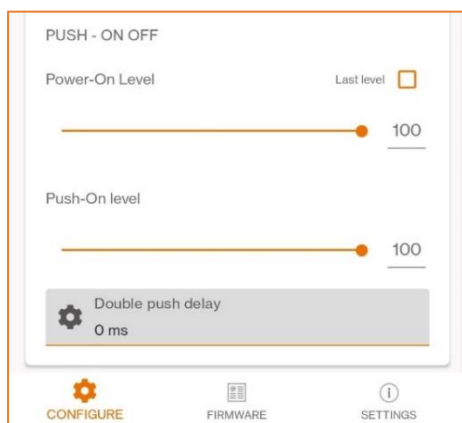 PUSH - ON OFF
Power-On Level Last level
100
Push-On level
100
Double push delay
0 ms
CONFIGURE FIRMWARE SETTINGS